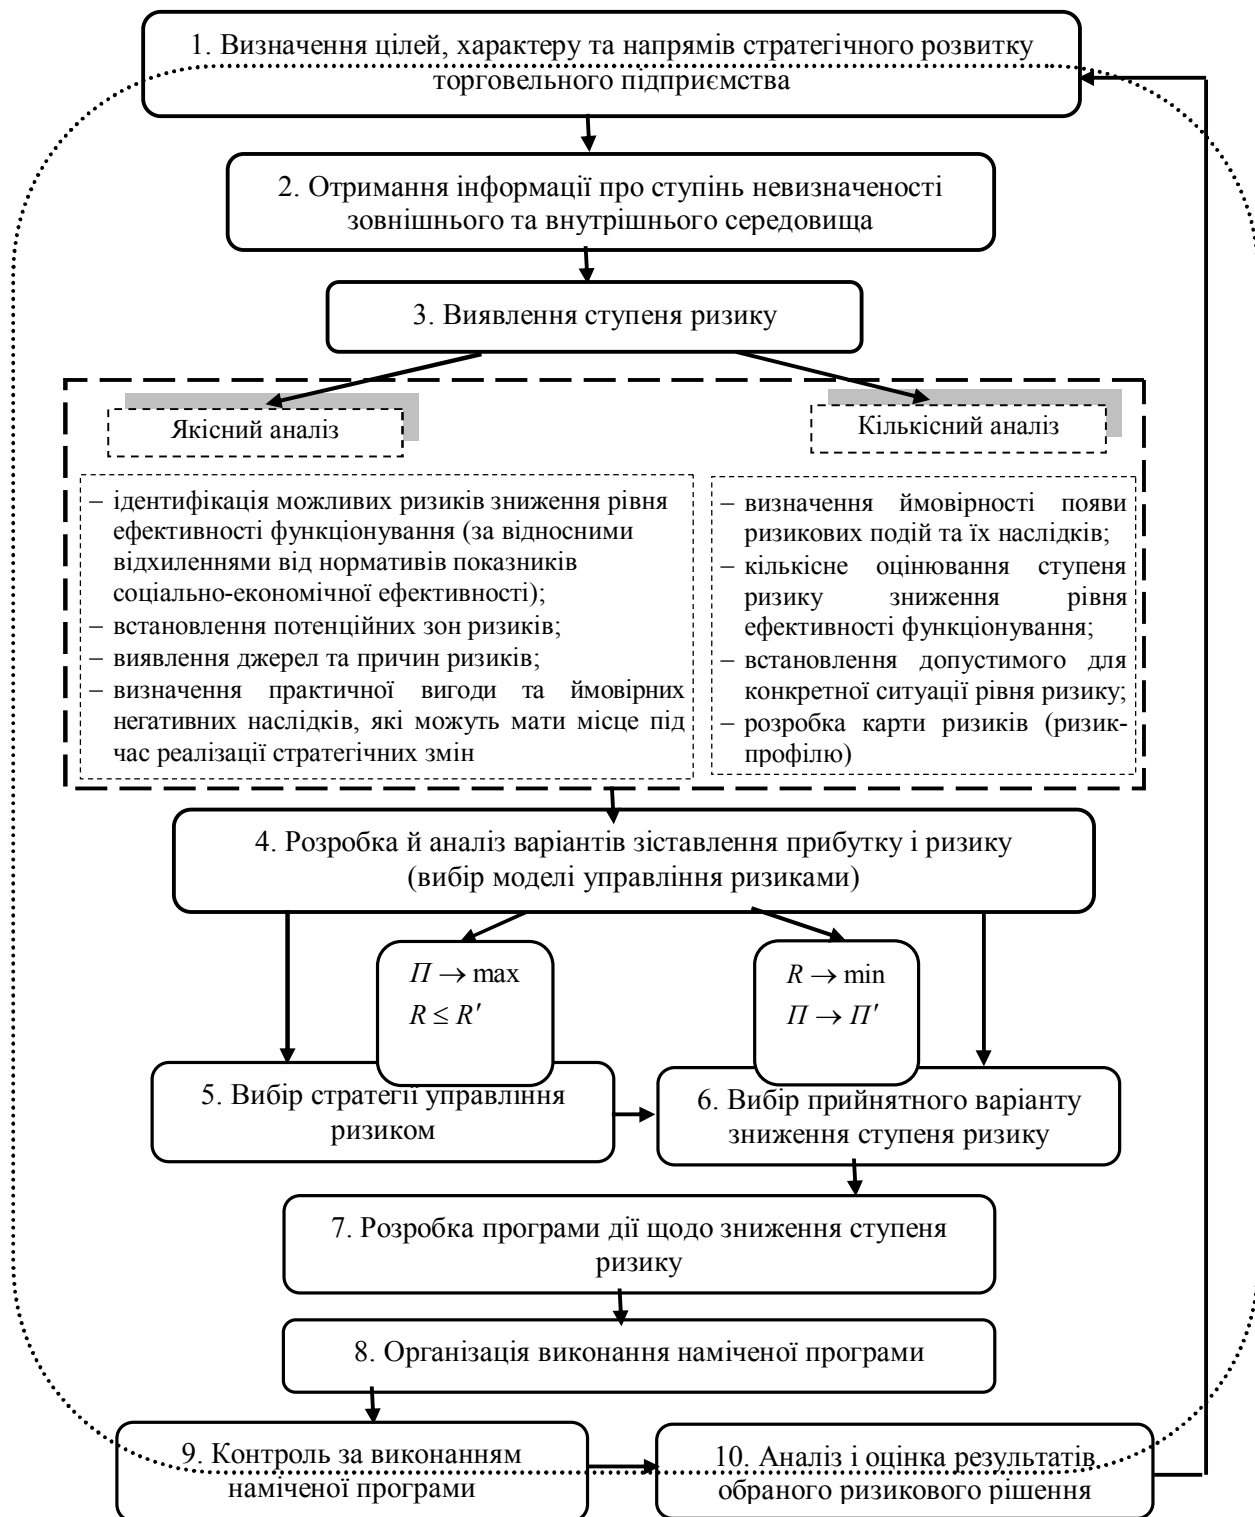 1. Визначення цілей, характеру та напрямів стратегічного розвитку
торговельного підприємства
2. Отримання інформації про ступінь невизначеності
зовнішнього та внутрішнього середовища
3. Виявлення ступеня ризику
Якісний аналіз
– ідентифікація можливих ризиків зниження рівня
ефективності функціонування (за відносними
відхиленнями від нормативів показників
соціально-економічної ефективності);
– встановлення потенційних зон ризиків;
– виявлення джерел та причин ризиків;
– визначення практичної вигоди та ймовірних
негативних наслідків, які можуть мати місце під
час реалізації стратегічних змін
Кількісний аналіз
– визначення ймовірності появи
ризикових подій та їх наслідків;
– кількісне оцінювання ступеня
ризику зниження рівня
ефективності функціонування;
– встановлення допустимого для
конкретної ситуації рівня ризику;
– розробка карти ризиків (ризик-
профілю)
4. Розробка й аналіз варіантів зіставлення прибутку і ризику
(вибір моделі управління ризиками)
П → max
R ≤ R′
R → min
П → П′
5. Вибір стратегії управління
ризиком
6. Вибір прийнятного варіанту
зниження ступеня ризику
7. Розробка програми дії щодо зниження ступеня
ризику
8. Організація виконання наміченої програми
9. Контроль за виконанням
наміченої програми
10. Аналіз і оцінка результатів
обраного ризикового рішення